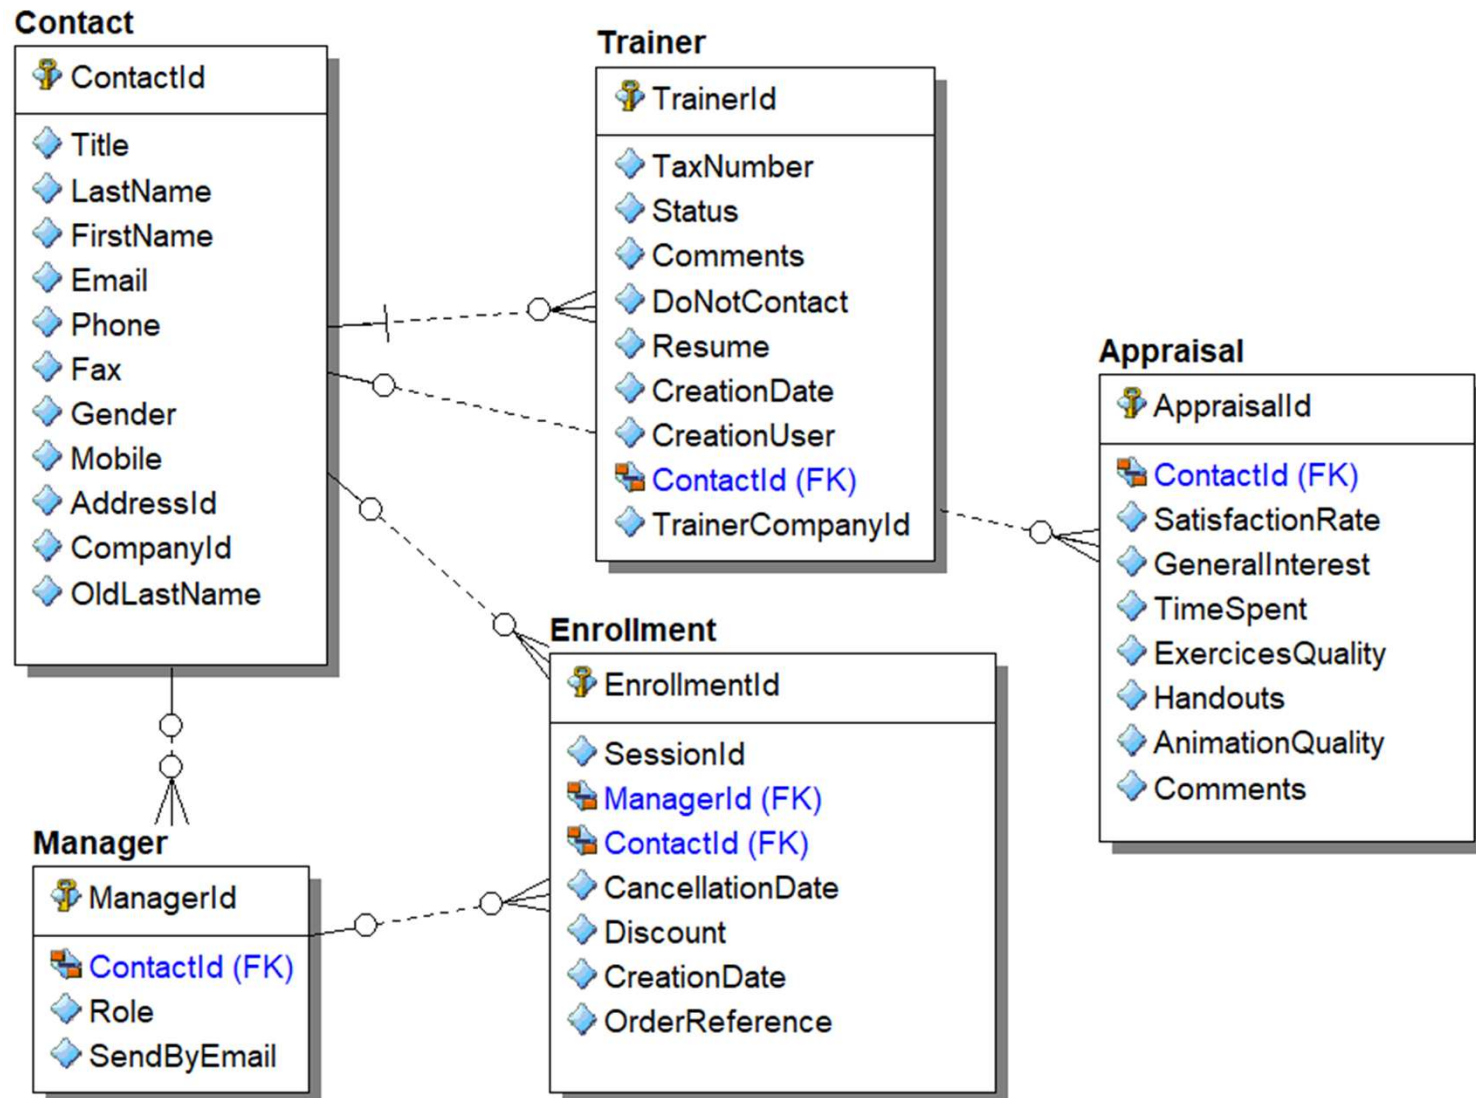 Contact
ContactId
Title
LastName
FirstName
Email
Phone
Fax
Gender
Mobile
AddressId
CompanyId
OldLastName
Trainer
TrainerId
TaxNumber
Status
Comments
DoNotContact
Resume
CreationDate
CreationUser
ContactId (FK)
TrainerCompanyId
Appraisal
AppraisalId
ContactId (FK)
SatisfactionRate
GeneralInterest
TimeSpent
ExercicesQuality
Handouts
AnimationQuality
Comments
Enrollment
EnrollmentId
SessionId
ManagerId (FK)
ContactId (FK)
CancellationDate
Discount
CreationDate
OrderReference
Manager
ManagerId
ContactId (FK)
Role
SendByEmail